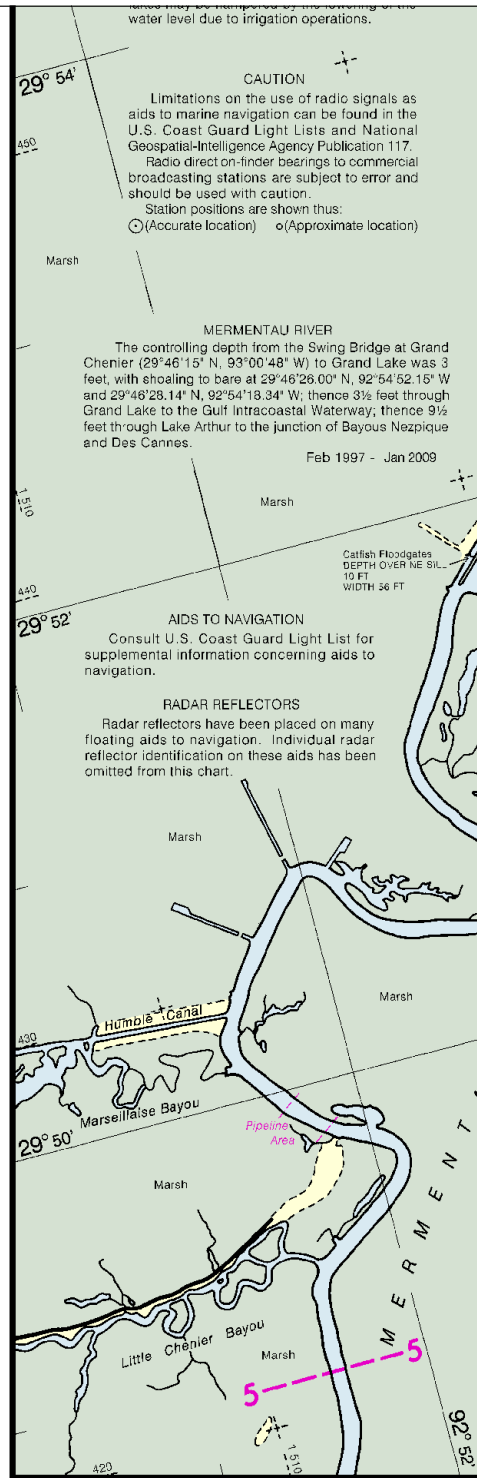 water level due to irrigation operations.
29° 54'
CAUTION
Limitations on the use of radio signals as
aids to marine navigation can be found in the
U.S. Coast Guard Light Lists and National
Geospatial-Intelligence Agency Publication 117.
Radio direct on-finder bearings to commercial
broadcasting stations are subject to error and
should be used with caution.
Station positions are shown thus:
(Accurate location) o(Approximate location)
450
Marsh
MERMENTAU RIVER
The controlling depth from the Swing Bridge at Grand
Chenier (29°46'15" N, 93°00'48" W) to Grand Lake was 3
feet, with shoaling to bare at 29°46'26.00" N, 92°54'52.15" W
and 29°46'28.14" N, 92°54'18.34" W; thence 3½ feet through
Grand Lake to the Gulf Intracoastal Waterway; thence 9½
feet through Lake Arthur to the junction of Bayous Nezpique
and Des Cannes.
Feb 1997 - Jan 2009
1 510
Marsh
Catfish Floodgates
DEPTH OVER NE SIL
10 FT
WIDTH 56 FT
440
29° 52'
AIDS TO NAVIGATION
Consult U.S. Coast Guard Light List for
supplemental information concerning aids to
navigation.
RADAR REFLECTORS
Radar reflectors have been placed on many
floating aids to navigation. Individual radar
reflector identification on these aids has been
omitted from this chart.
Marsh
Marsh
Humble Canal
430
Marseillaise Bayou
Pipeline
Area
29° 50'
Marsh
MERMENT
Little Chenier Bayou
Marsh
5
5
92° 52'
420
1 510